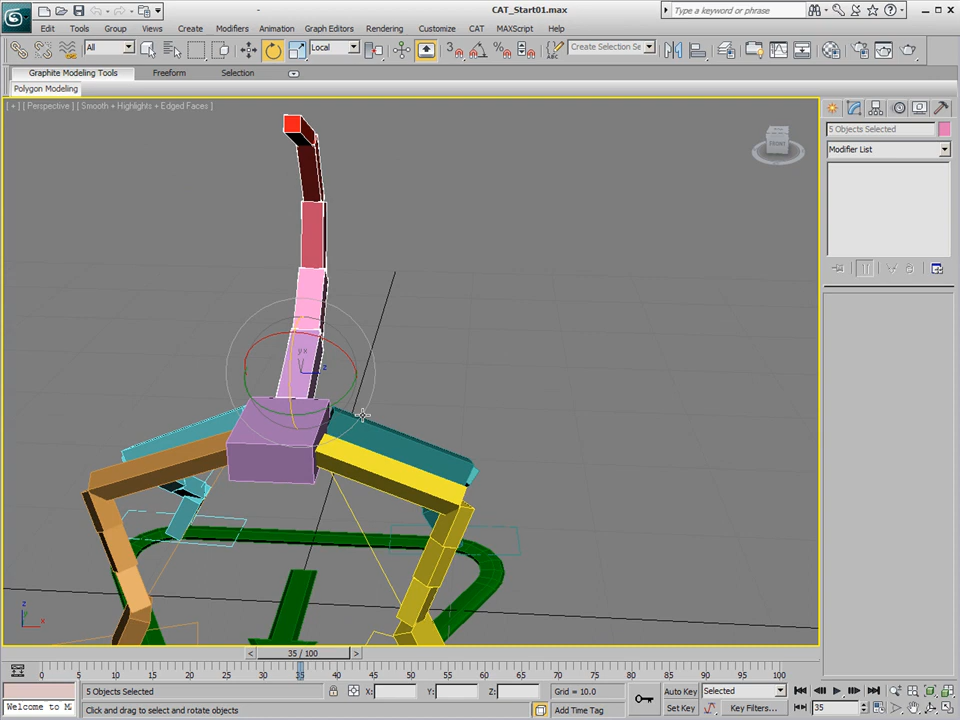 CAT_Start01.max
Type a keyword or phrase
Edit Tools Group Views Create Modifiers Animation Graph Editors Rendering Customize CAT MAXScript Help
All
Local
3
Create Selection Se
Graphite Modeling Tools Freeform Selection
Polygon Modeling
[ + ] [ Perspective ] [ Smooth + Highlights + Edged Faces ]
FRONT
5 Objects Selected
Modifier List
y x
z
z
y
x
< 35 / 100 >
0 5 10 15 20 25 30 35 40 45 50 55 60 65 70 75 80 85 90 95 100
5 Objects Selected X: Y: Z: Grid = 10.0 Auto Key Selected
Welcome to M Click and drag to select and rotate objects Add Time Tag Set Key Key Filters... 35